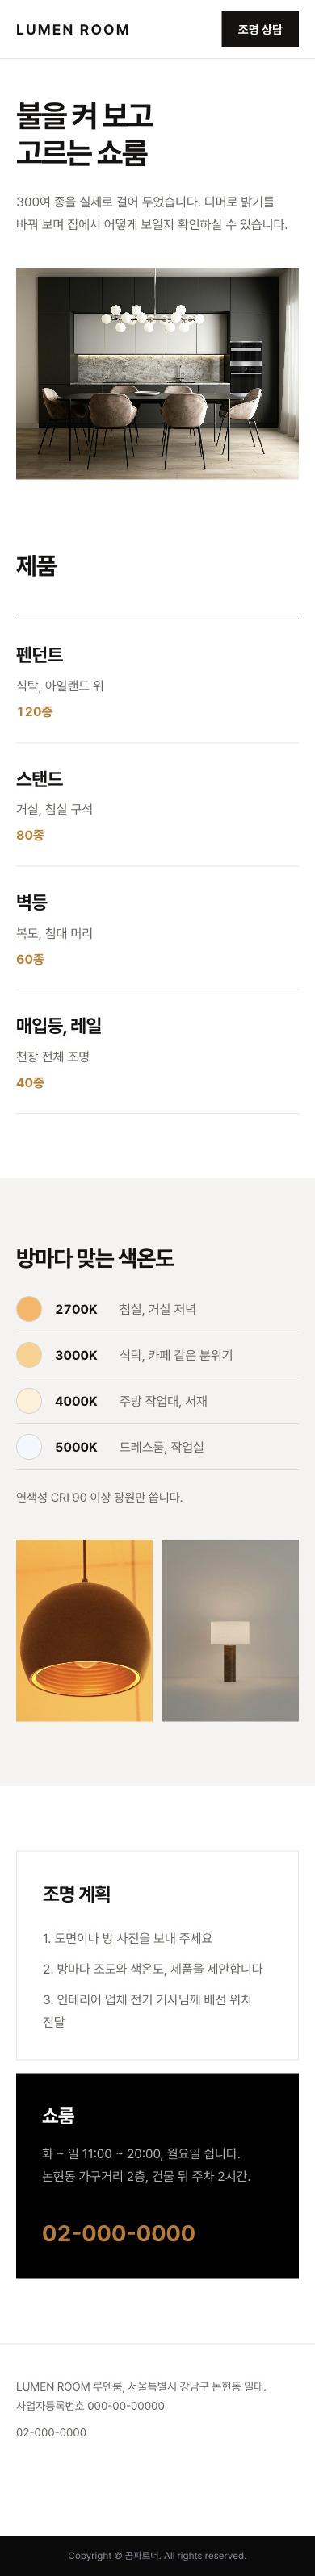 LUMEN ROOM
조명 상담
불을 켜 보고
고르는 쇼룸
300여 종을 실제로 걸어 두었습니다. 디머로 밝기를
바꿔 보며 집에서 어떻게 보일지 확인하실 수 있습니다.
제품
펜던트
식탁, 아일랜드 위
120종
스탠드
거실, 침실 구석
80종
벽등
복도, 침대 머리
60종
매입등, 레일
천장 전체 조명
40종
방마다 맞는 색온도
2700K 침실, 거실 저녁
3000K 식탁, 카페 같은 분위기
4000K 주방 작업대, 서재
5000K 드레스룸, 작업실
연색성 CRI 90 이상 광원만 씁니다.
조명 계획
1. 도면이나 방 사진을 보내 주세요
2. 방마다 조도와 색온도, 제품을 제안합니다
3. 인테리어 업체 전기 기사님께 배선 위치
전달
쇼룸
화 ~ 일 11:00 ~ 20:00, 월요일 쉽니다.
논현동 가구거리 2층, 건물 뒤 주차 2시간.
02-000-0000
LUMEN ROOM 루멘룸, 서울특별시 강남구 논현동 일대.
사업자등록번호 000-00-00000
02-000-0000
Copyright © 곰파트너. All rights reserved.